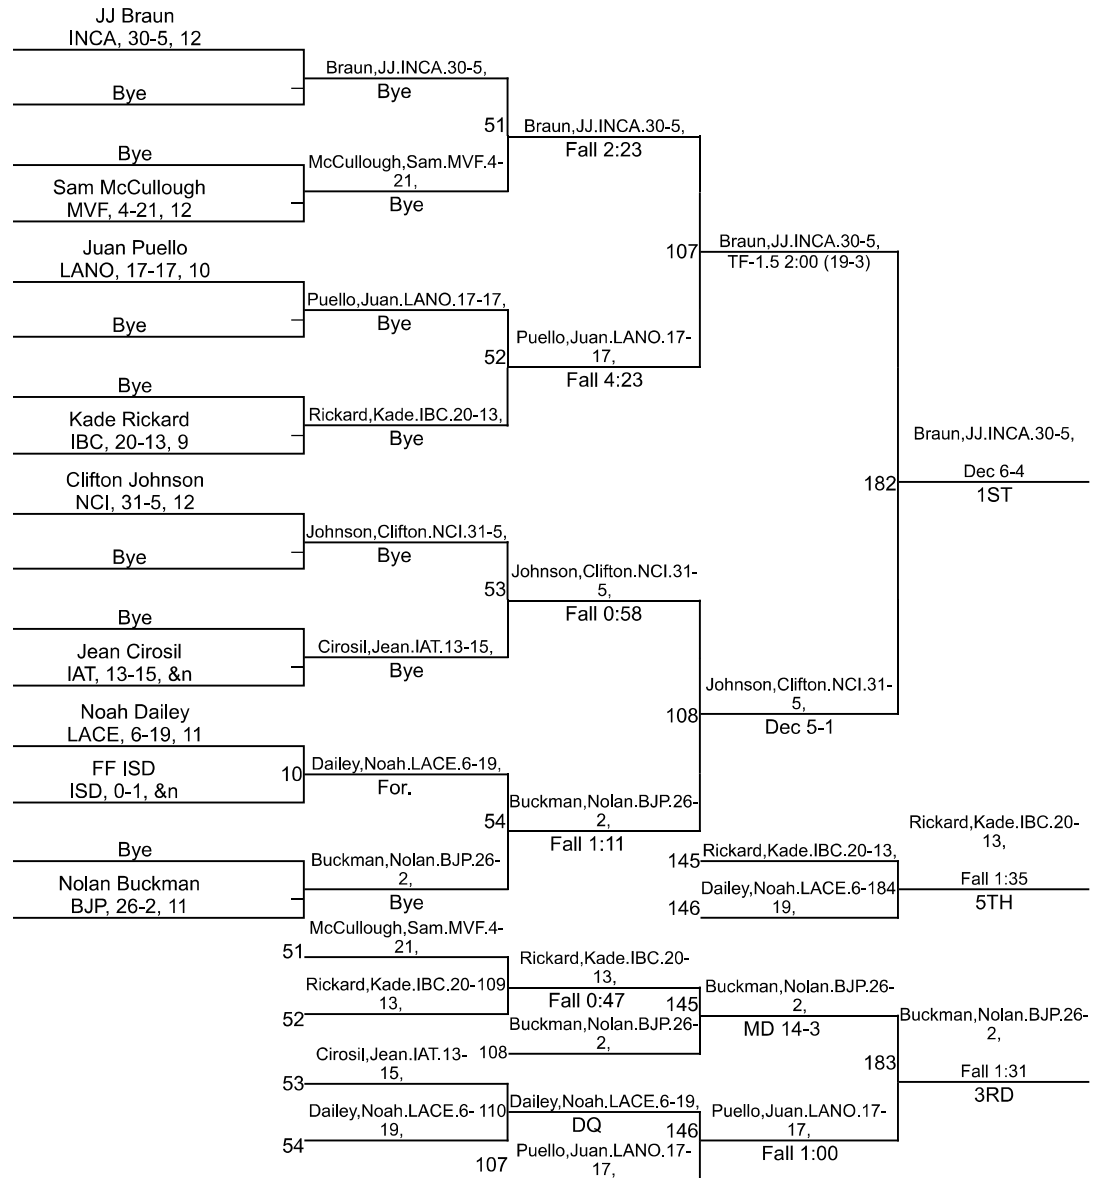 JJ Braun
INCA, 30-5, 12
Braun,JJ.INCA.30-5,
Bye
Bye
51
Braun,JJ.INCA.30-5,
Fall 2:23
Bye
McCullough,Sam.MVF.4-
21,
Bye
Sam McCullough
MVF, 4-21, 12
Juan Puello
LANO, 17-17, 10
107
Braun,JJ.INCA.30-5,
TF-1.5 2:00 (19-3)
Puello,Juan.LANO.17-17,
Bye
Bye
52
Puello,Juan.LANO.17-
17,
Fall 4:23
Bye
Kade Rickard
IBC, 20-13, 9
Rickard,Kade.IBC.20-13,
Bye
Braun,JJ.INCA.30-5,
182
Dec 6-4
1ST
Clifton Johnson
NCI, 31-5, 12
Johnson,Clifton.NCI.31-5,
Bye
Bye
53
Johnson,Clifton.NCI.31-
5,
Fall 0:58
Bye
Jean Cirosil
IAT, 13-15, &n
Cirosil,Jean.IAT.13-15,
Bye
108
Johnson,Clifton.NCI.31-
5,
Dec 5-1
Noah Dailey
LACE, 6-19, 11
FF ISD
ISD, 0-1, &n
10
Dailey,Noah.LACE.6-19,
For.
54
Buckman,Nolan.BJP.26-
2,
Fall 1:11
Bye
Nolan Buckman
BJP, 26-2, 11
Buckman,Nolan.BJP.26-
2,
Bye
145
Rickard,Kade.IBC.20-13,
146
Dailey,Noah.LACE.6-
19,
184
Rickard,Kade.IBC.20-
13,
Fall 1:35
5TH
51
McCullough,Sam.MVF.4-
21,
52
Rickard,Kade.IBC.20-
13,
109
Rickard,Kade.IBC.20-
13,
Fall 0:47
145
108
Buckman,Nolan.BJP.26-
2,
Buckman,Nolan.BJP.26-
2,
MD 14-3
183
Buckman,Nolan.BJP.26-
2,
Fall 1:31
3RD
53
Cirosil,Jean.IAT.13-
15,
54
Dailey,Noah.LACE.6-
19,
110
Dailey,Noah.LACE.6-19,
DQ
146
107
Puello,Juan.LANO.17-
17,
Puello,Juan.LANO.17-
17,
Fall 1:00